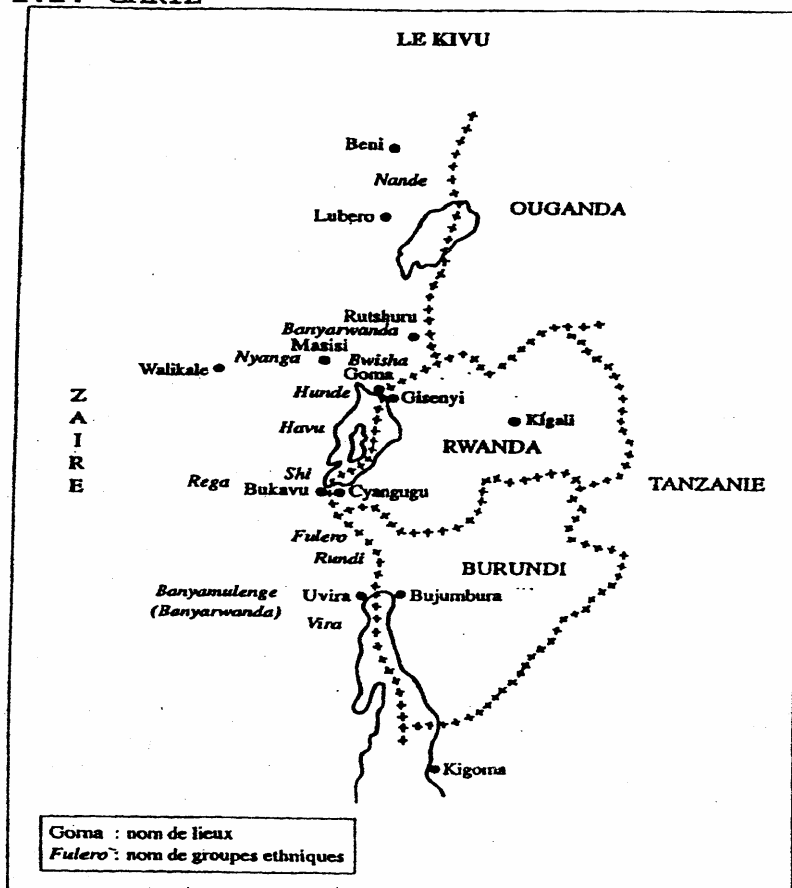 LE KIVU
Beni
Nande
OUGANDA
Lubero
Rutshuru
Banyarwanda
Masisi
Nyanga
Bwisha
Walikale
Goma
Hunde
Gisenyi
ZAIRE
Havu
Kigali
RWANDA
Shi
Rega
Bukavu
Cyangugu
TANZANIE
Fulero
Rundi
BURUNDI
Banyamulenge
(Banyarwanda)
Uvira
Bujumbura
Vira
Kigoma
Goma : nom de lieux
Fulero : nom de groupes ethniques